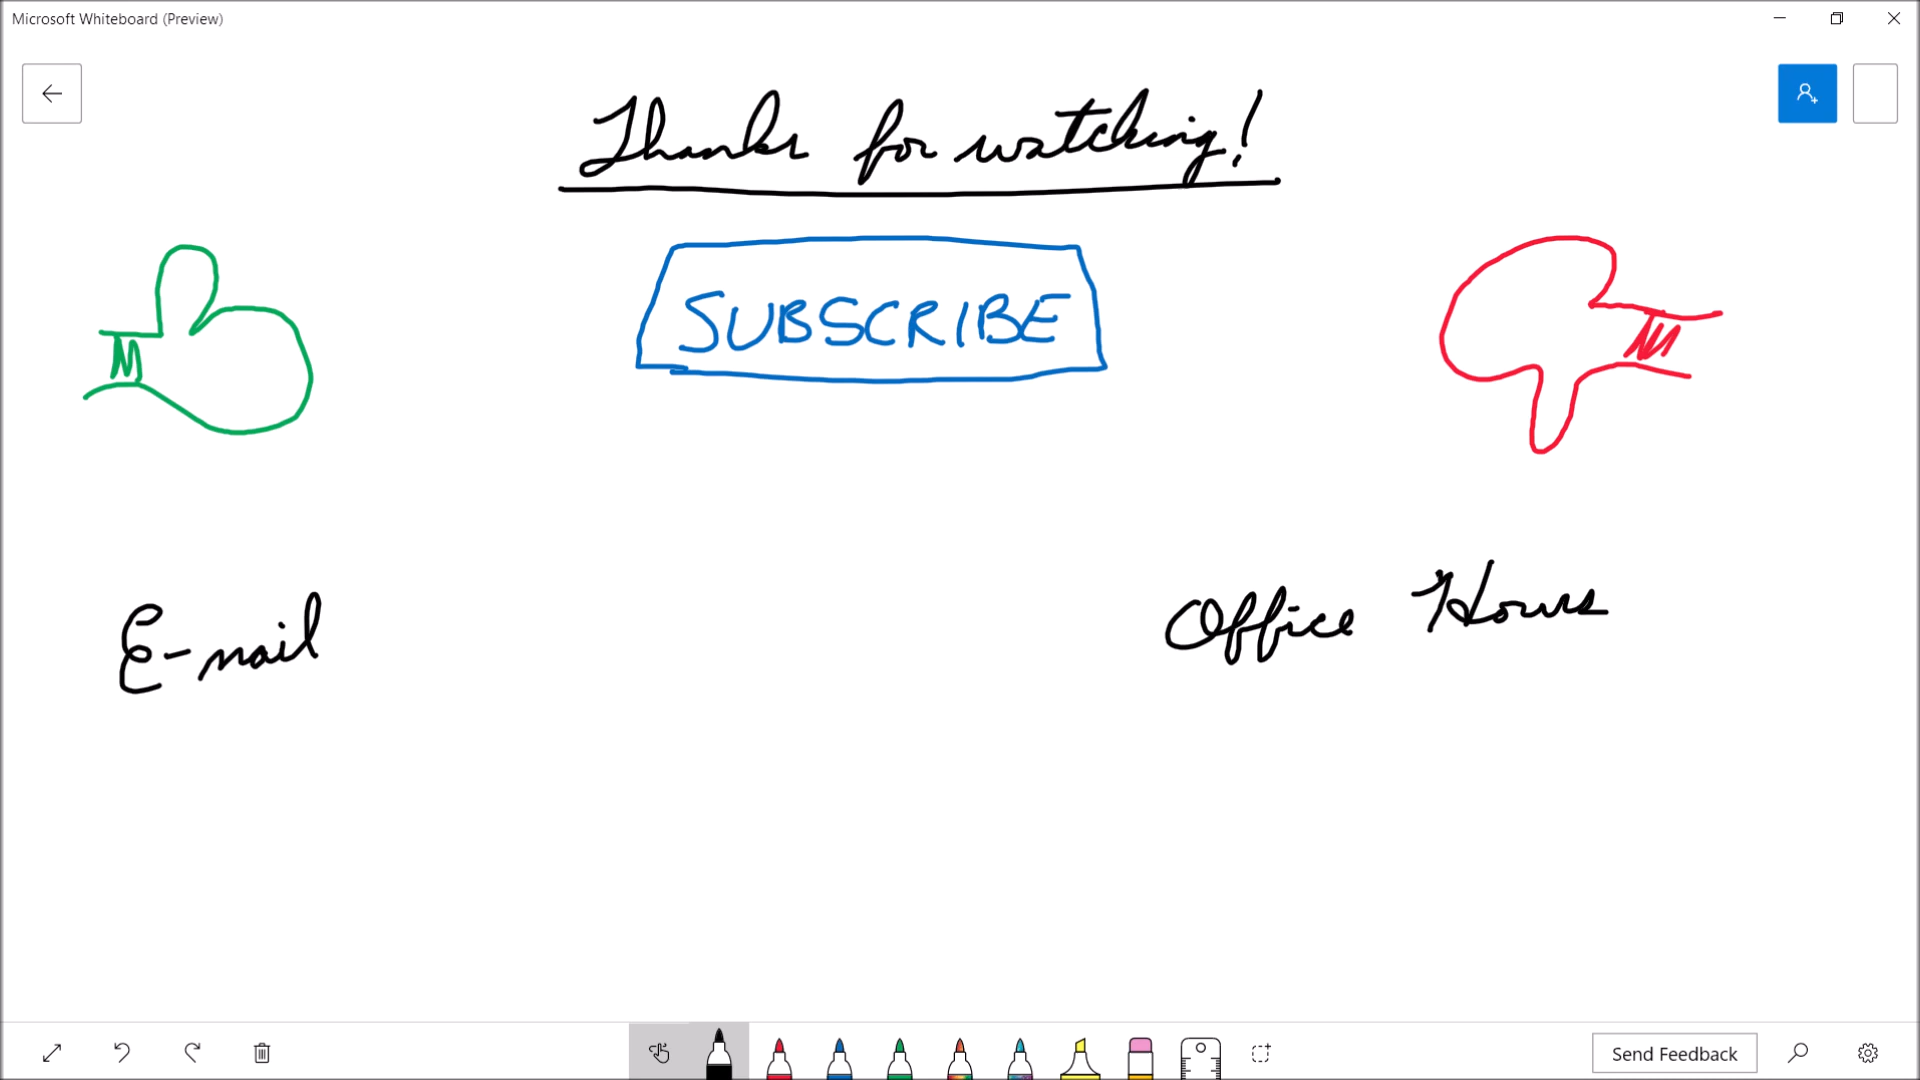 Microsoft Whiteboard (Preview)
Thanks for watching!
SUBSCRIBE
E-mail
Office Hours
Send Feedback